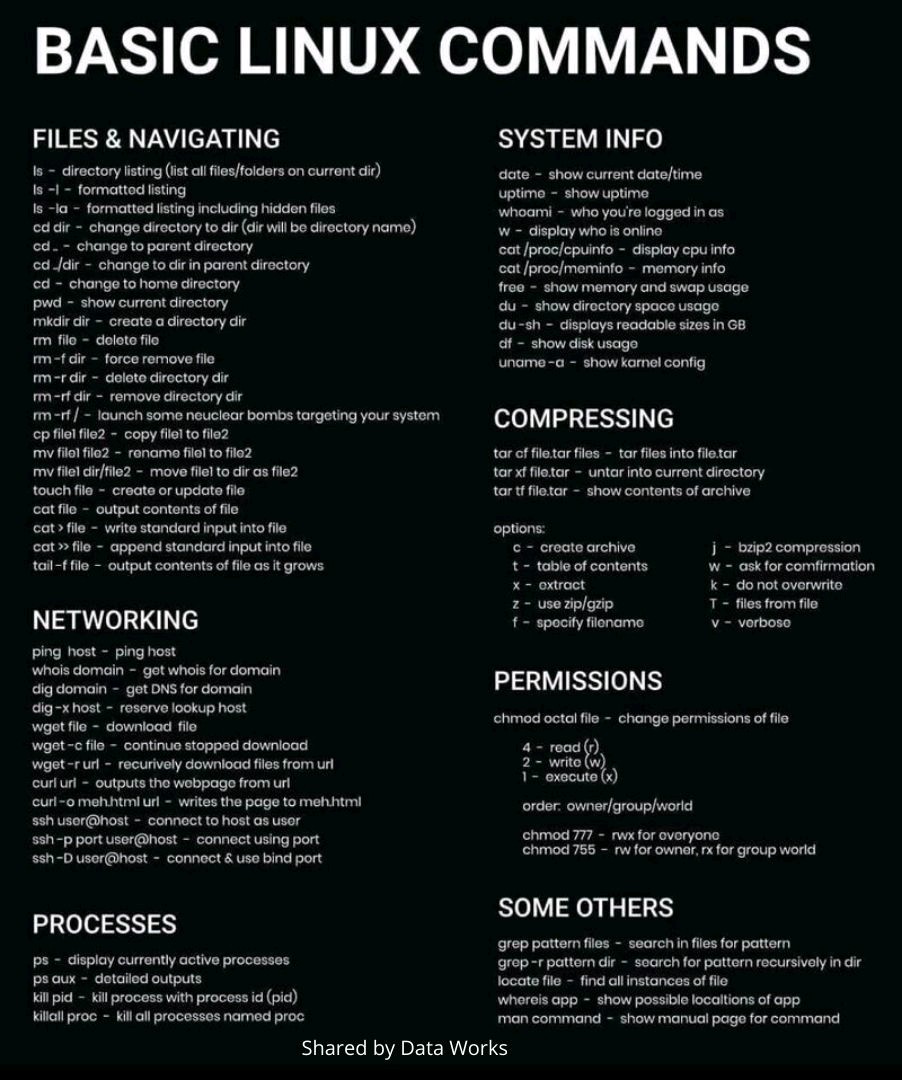 BASIC LINUX COMMANDS
FILES & NAVIGATING
ls - directory listing (list all files/folders on current dir)
ls -l - formatted listing
ls -la - formatted listing including hidden files
cd dir - change directory to dir (dir will be directory name)
cd .. - change to parent directory
cd ../dir - change to dir in parent directory
cd - change to home directory
pwd - show current directory
mkdir dir - create a directory dir
rm file - delete file
rm -f dir - force remove file
rm -r dir - delete directory dir
rm -rf dir - remove directory dir
rm -rf / - launch some neuclear bombs targeting your system
cp file1 file2 - copy file1 to file2
mv file1 file2 - rename file1 to file2
mv file1 dir/file2 - move file1 to dir as file2
touch file - create or update file
cat file - output contents of file
cat > file - write standard input into file
cat >> file - append standard input into file
tail -f file - output contents of file as it grows
NETWORKING
ping host - ping host
whois domain - get whois for domain
dig domain - get DNS for domain
dig -x host - reserve lookup host
wget file - download file
wget -c file - continue stopped download
wget -r url - recurively download files from url
curl url - outputs the webpage from url
curl -o meh.html url - writes the page to meh.html
ssh user@host - connect to host as user
ssh -p port user@host - connect using port
ssh -D user@host - connect & use bind port
PROCESSES
ps - display currently active processes
ps aux - detailed outputs
kill pid - kill process with process id (pid)
killall proc - kill all processes named proc
SYSTEM INFO
date - show current date/time
uptime - show uptime
whoami - who you're logged in as
w - display who is online
cat /proc/cpuinfo - display cpu info
cat /proc/meminfo - memory info
free - show memory and swap usage
du - show directory space usage
du -sh - displays readable sizes in GB
df - show disk usage
uname -a - show karnel config
COMPRESSING
tar cf file.tar files - tar files into file.tar
tar xf file.tar - untar into current directory
tar tf file.tar - show contents of archive
options:
c - create archive
t - table of contents
x - extract
z - use zip/gzip
f - specify filename
j - bzip2 compression
w - ask for comfirmation
k - do not overwrite
T - files from file
v - verbose
PERMISSIONS
chmod octal file - change permissions of file
4 - read (r)
2 - write (w)
1 - execute (x)
order: owner/group/world
chmod 777 - rwx for everyone
chmod 755 - rw for owner, rx for group world
SOME OTHERS
grep pattern files - search in files for pattern
grep -r pattern dir - search for pattern recursively in dir
locate file - find all instances of file
whereis app - show possible localtions of app
man command - show manual page for command
Shared by Data Works